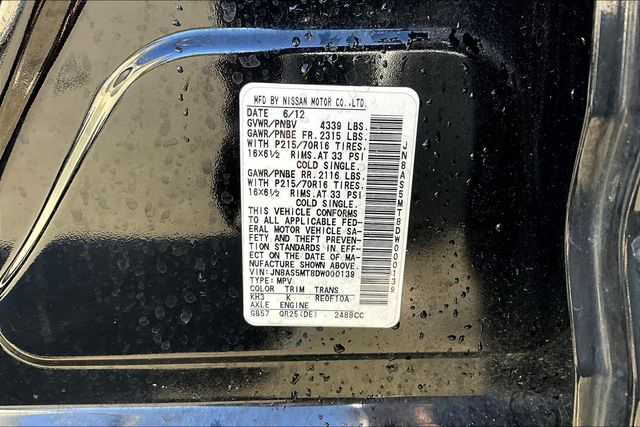 MFD BY NISSAN MOTOR CO.,LTD.
DATE 6/12
GVWR/PNBV 4339 LBS.
GAWR/PNBE FR. 2315 LBS.
WITH P215/70R16 TIRES,
16X6½ RIMS. AT 33 PSI
COLD SINGLE.
GAWR/PNBE RR. 2116 LBS.
WITH P215/70R16 TIRES,
16X6½ RIMS. AT 33 PSI
COLD SINGLE.
THIS VEHICLE CONFORMS
TO ALL APPLICABLE FED-
ERAL MOTOR VEHICLE SA-
FETY AND THEFT PREVEN-
TION STANDARDS IN EFF-
ECT ON THE DATE OF MA-
NUFACTURE SHOWN ABOVE.
VIN: JN8AS5MT8DW000139
TYPE: MPV
COLOR TRIM TRANS
KH3 K RE0F10A
AXLE ENGINE
GB57 QR25(DE) 2488CC
JN8AS5MT8DW000139